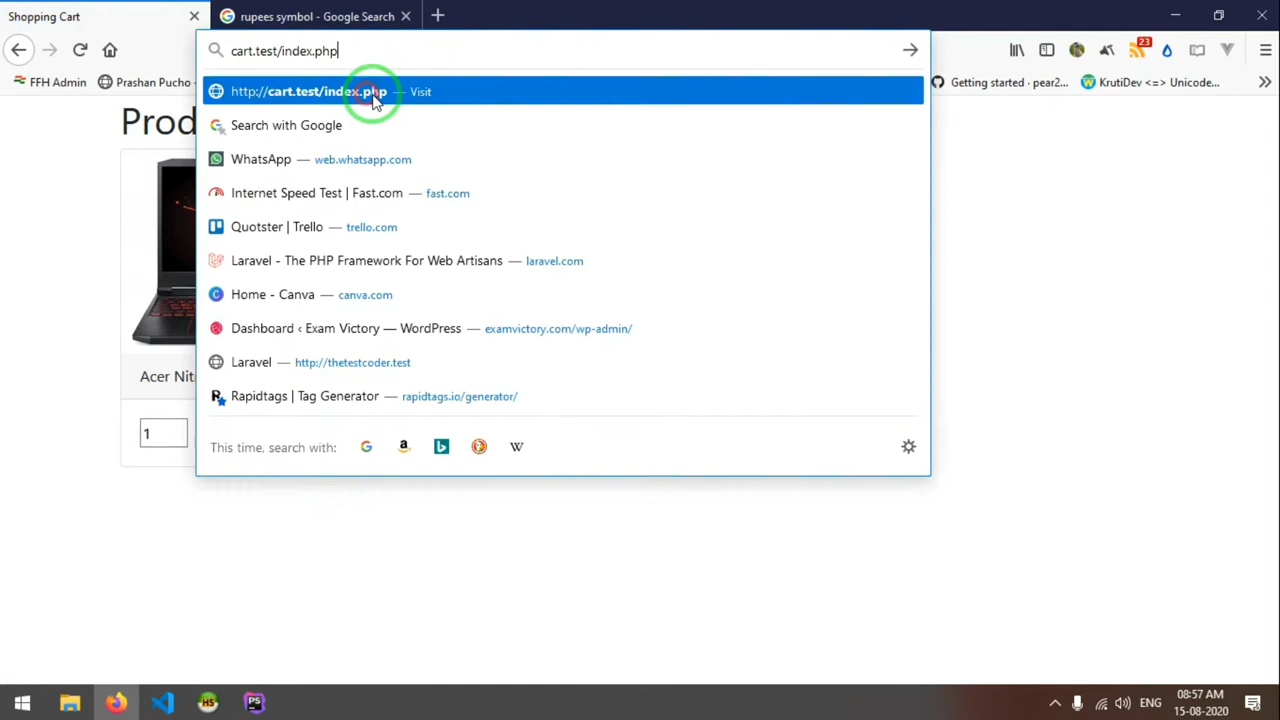 Shopping Cart
rupees symbol - Google Search
cart.test/index.php
23
FFH Admin
Prashan Pucho -
Getting started - pear2...
KrutiDev <=> Unicode...
http://cart.test/index.php — Visit
Search with Google
WhatsApp — web.whatsapp.com
Internet Speed Test | Fast.com — fast.com
Quotster | Trello — trello.com
Laravel - The PHP Framework For Web Artisans — laravel.com
Home - Canva — canva.com
Dashboard ‹ Exam Victory — WordPress — examvictory.com/wp-admin/
Laravel — http://thetestcoder.test
Rapidtags | Tag Generator — rapidtags.io/generator/
This time, search with:
Prod
Acer Nit
1
ENG
08:57 AM
15-08-2020